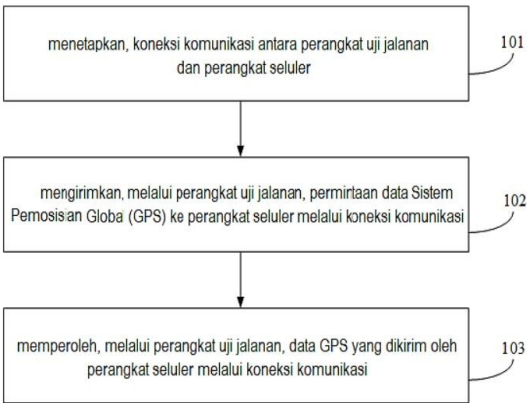 menetapkan, koneksi komunikasi antara perangkat uji jalanan
dan perangkat seluler
101
mengirimkan, melalui perangkat uji jalanan, permirtaan data Sistem
Pemosisian Global (GPS) ke perangkat seluler melalui koneksi komunikasi
102
memperoleh, melalui perangkat uji jalanan, data GPS yang dikirim oleh
perangkat seluler melalui koneksi komunikasi
103